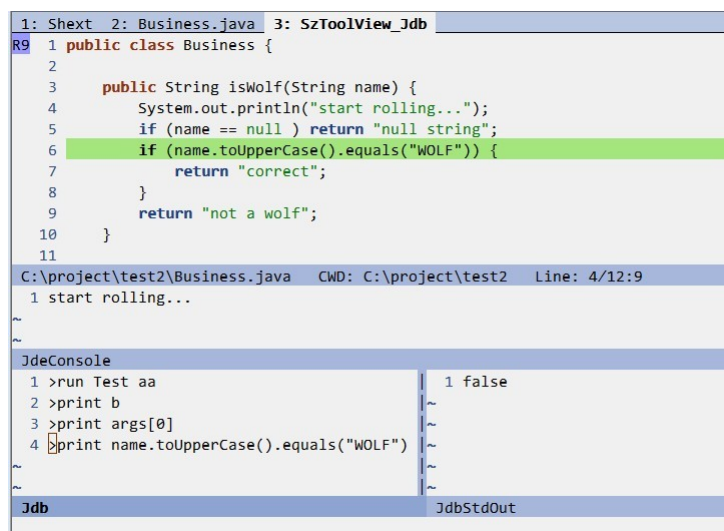 1: Shext 2: Business.java 3: SzToolView_Jdb
R9 1 public class Business {
2
3 public String isWolf(String name) {
4 System.out.println("start rolling...");
5 if (name == null ) return "null string";
6 if (name.toUpperCase().equals("WOLF")) {
7 return "correct";
8 }
9 return "not a wolf";
10 }
11
C:\project\test2\Business.java CWD: C:\project\test2 Line: 4/12:9
1 start rolling...
~
~
JdeConsole
1 >run Test aa
2 >print b
3 >print args[0]
4 >print name.toUpperCase().equals("WOLF")
~
~
Jdb
1 false
~
~
~
~
~
JdbStdOut